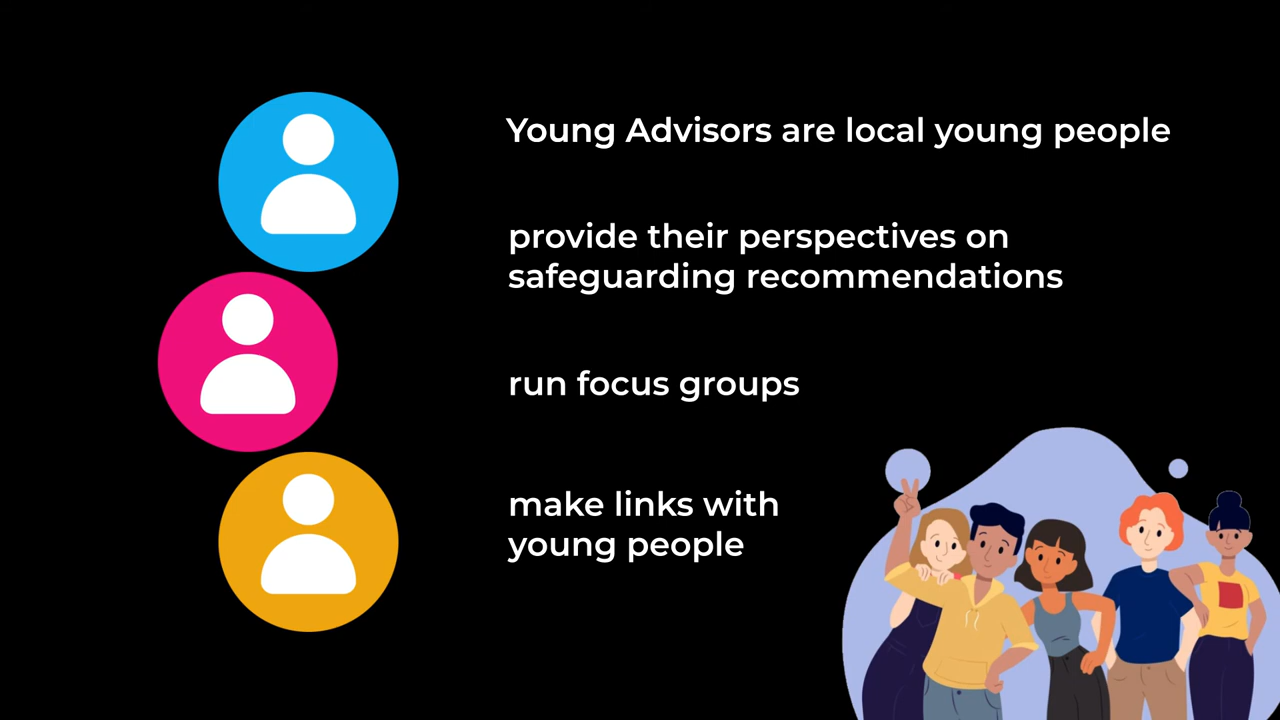 Young Advisors are local young people
provide their perspectives on
safeguarding recommendations
run focus groups
make links with
young people